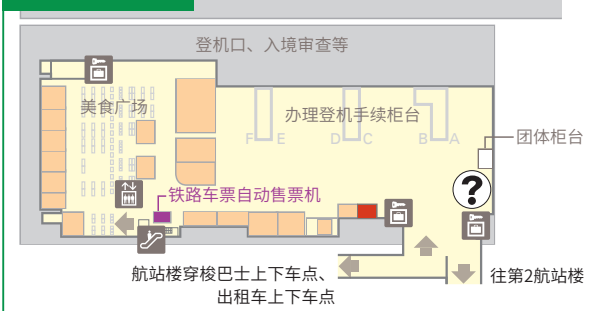 登机口、入境审查等
美食广场
办理登机手续柜台
F E D C B A
团体柜台
?
铁路车票自动售票机
航站楼穿梭巴士上下车点、
出租车上下车点
往第2航站楼